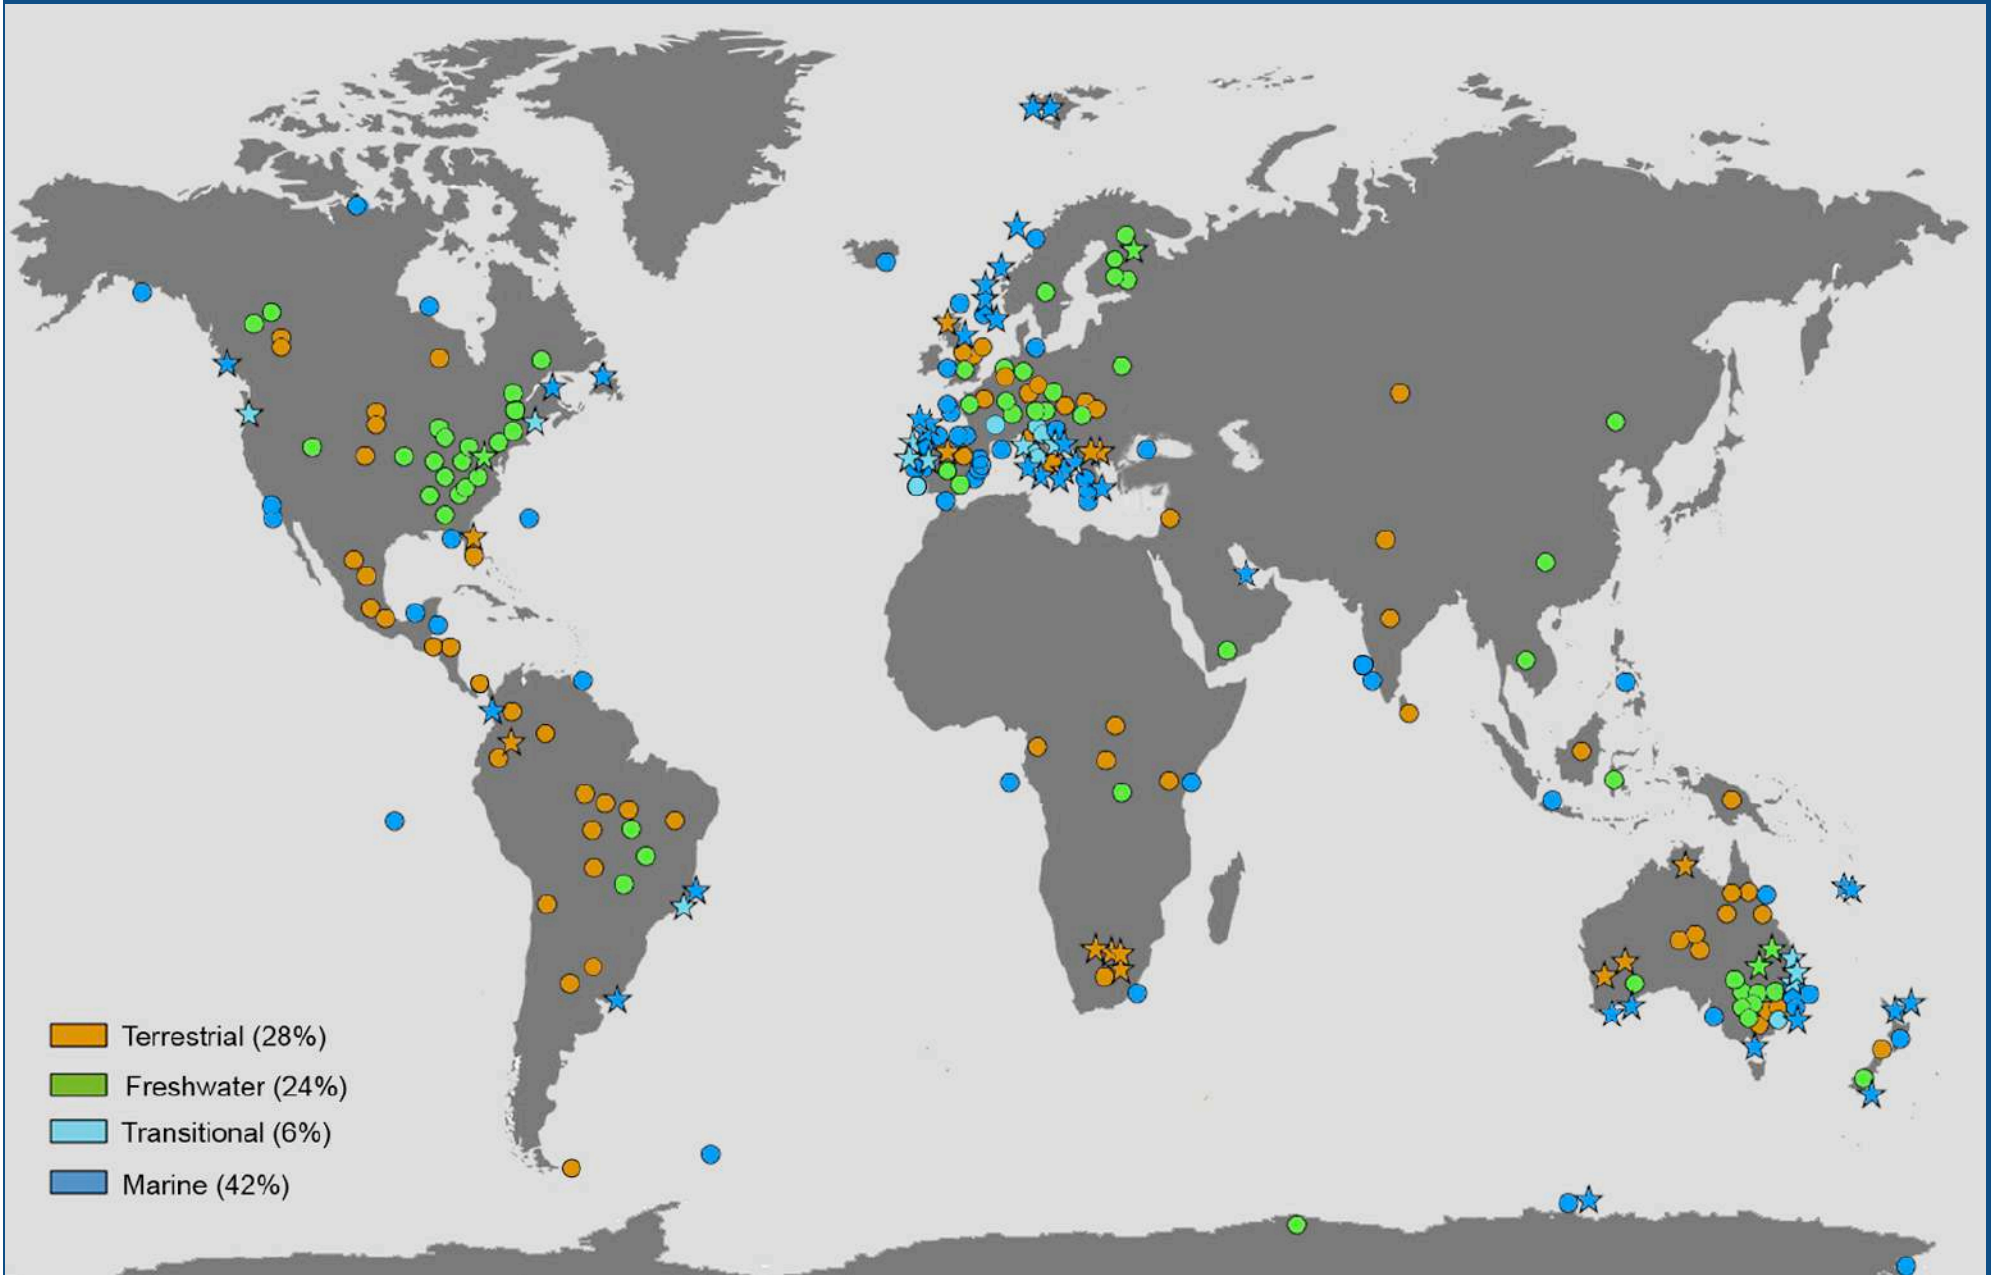 Terrestrial (28%)
Freshwater (24%)
Transitional (6%)
Marine (42%)